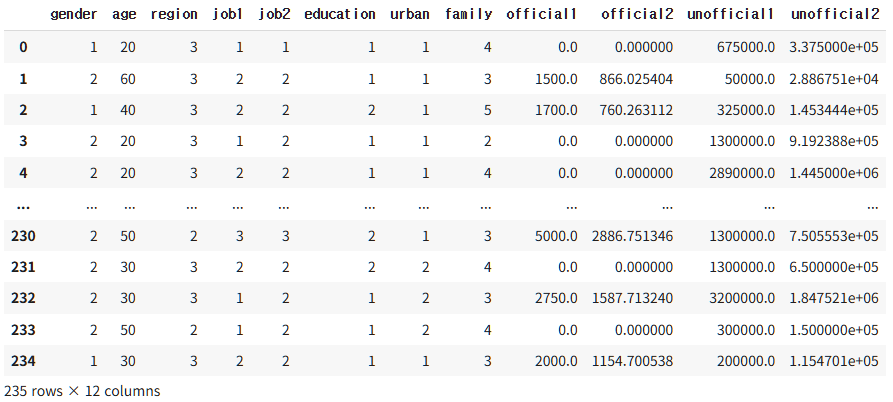 gender age region job1 job2 education urban family official1 official2 unofficial1 unofficial2
0 1 20 3 1 1 1 1 4 0.0 0.000000 675000.0 3.375000e+05
1 2 60 3 2 2 1 1 3 1500.0 866.025404 50000.0 2.886751e+04
2 1 40 3 2 2 2 1 5 1700.0 760.263112 325000.0 1.453444e+05
3 2 20 3 1 2 1 1 2 0.0 0.000000 1300000.0 9.192388e+05
4 2 20 3 2 2 1 1 4 0.0 0.000000 2890000.0 1.445000e+06
... ... ... ... ... ... ... ... ... ... ... ... ...
230 2 50 2 3 3 2 1 3 5000.0 2886.751346 1300000.0 7.505553e+05
231 2 30 3 2 2 2 2 4 0.0 0.000000 1300000.0 6.500000e+05
232 2 30 3 1 2 1 2 3 2750.0 1587.713240 3200000.0 1.847521e+06
233 2 50 2 1 2 1 2 4 0.0 0.000000 300000.0 1.500000e+05
234 1 30 3 2 2 1 1 3 2000.0 1154.700538 200000.0 1.154701e+05
235 rows × 12 columns